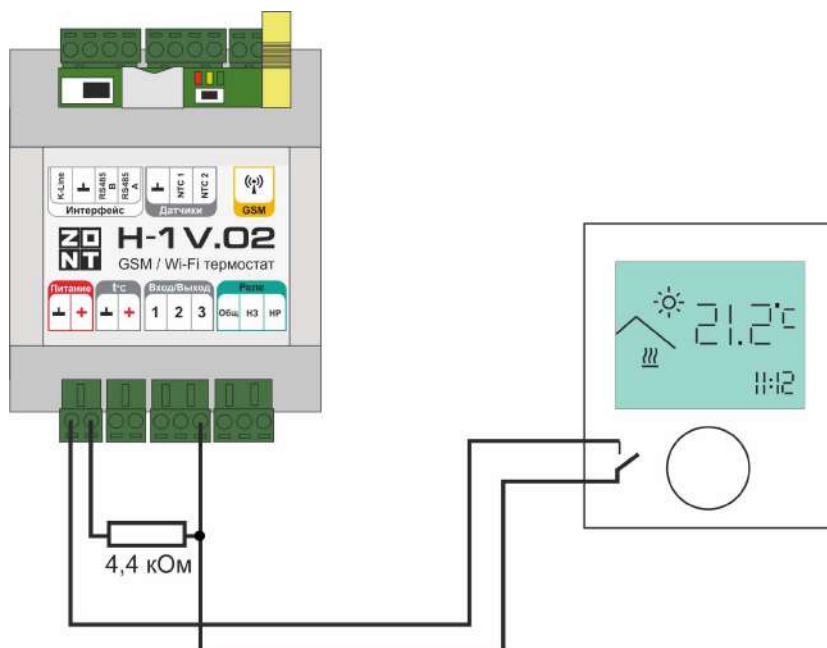 K-Line
⊥
RS485 B
RS485 A
Интерфейс
⊥
NTC 1
NTC 2
Датчики
GSM
ZONT
H-1V.02
GSM / Wi-Fi термостат
Питание
⊥ +
t°C
⊥ +
Вход/Выход
1 2 3
Реле
Общ НЗ НР
21.2°c
11:12
4,4 кОм